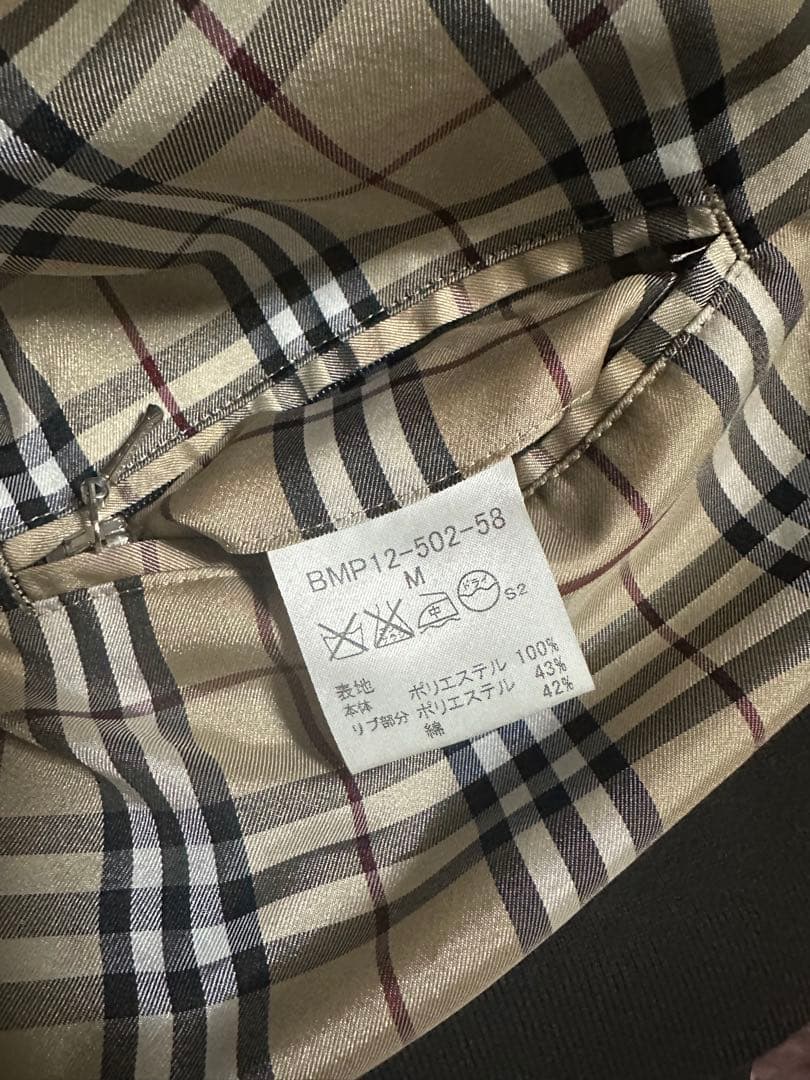 BMP12-502-58
M
中 ドライ S2
表地
本体 ポリエステル 100%
リブ部分 ポリエステル 43%
綿 42%